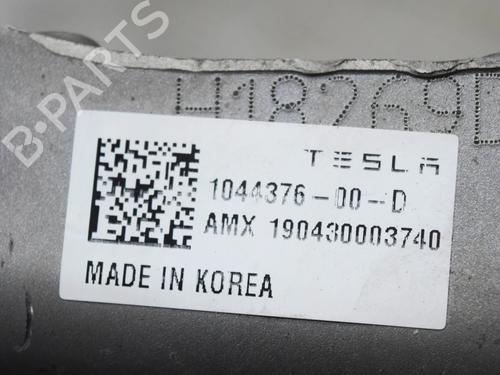 B-PARTS
H18269D
TESLA
1044376-00-D
AMX 190430003740
MADE IN KOREA